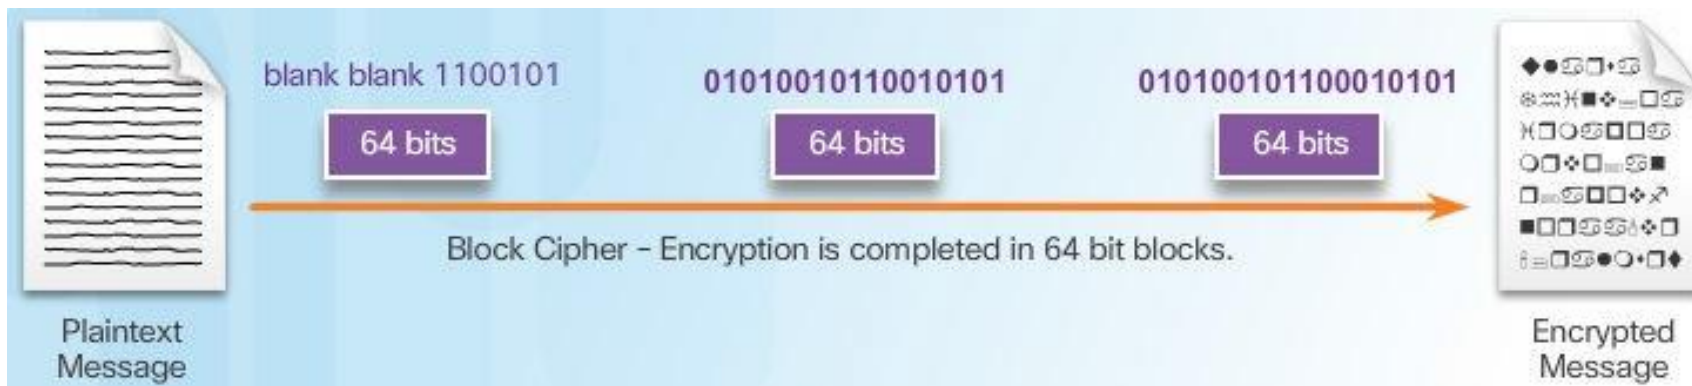 blank blank 1100101
01010010110010101
010100101100010101
64 bits
64 bits
64 bits
Block Cipher – Encryption is completed in 64 bit blocks.
Plaintext
Message
Encrypted
Message